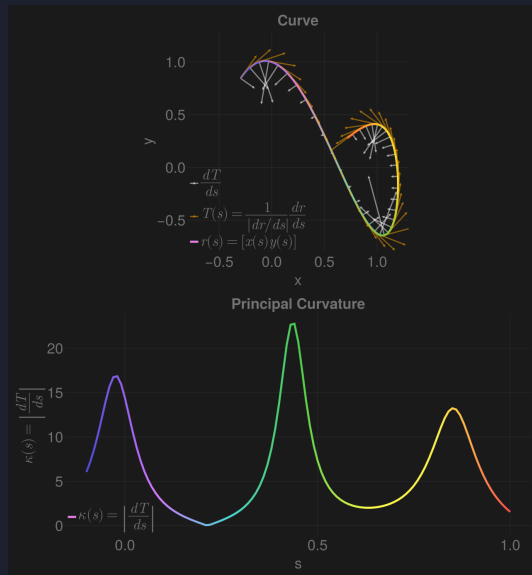 Curve
1.0
0.5
0.0
−0.5
y
dT/ds
T(s) = 1/|dr/ds| dr/ds
r(s) = [x(s)y(s)]
−0.5 0.0 0.5 1.0
x
Principal Curvature
20
15
10
5
0
κ(s) = |dT/ds|
κ(s) = |dT/ds|
0.0 0.5 1.0
s